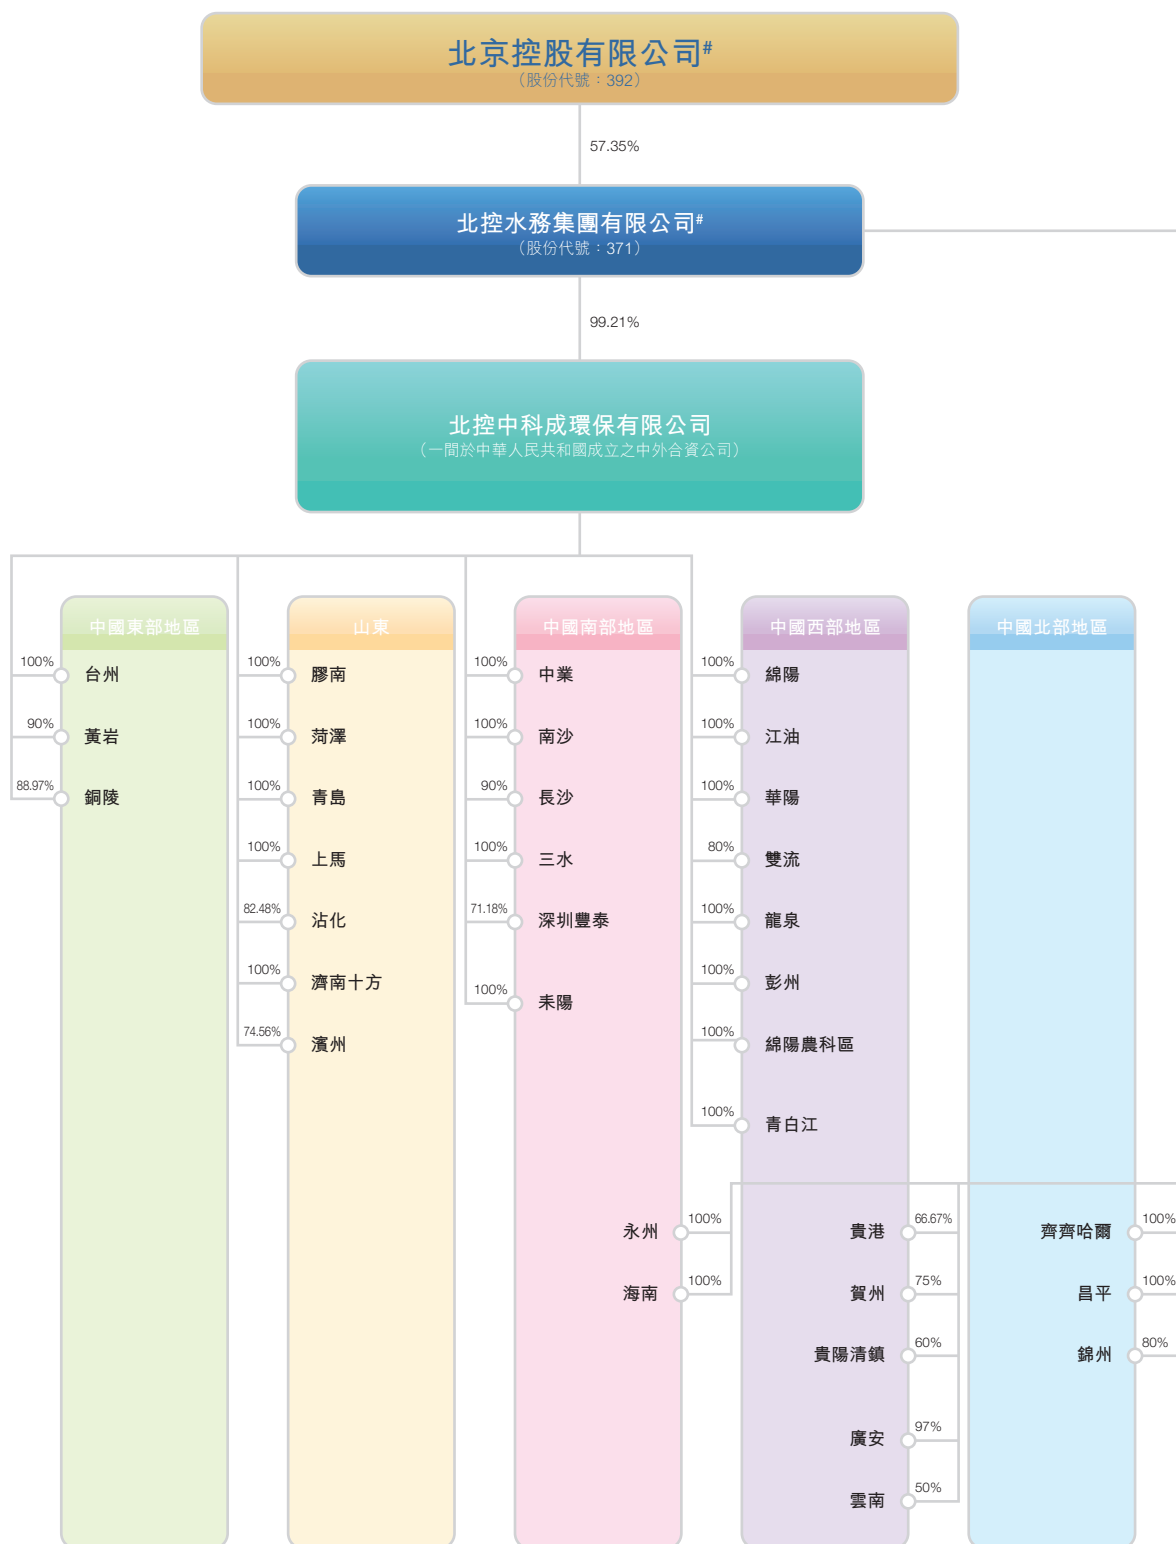 北京控股有限公司#
（股份代號：392）
57.35%
北控水務集團有限公司#
（股份代號：371）
99.21%
北控中科成環保有限公司
（一間於中華人民共和國成立之中外合資公司）
中國東部地區
100% 台州
90% 黃岩
88.97% 銅陵
山東
100% 膠南
100% 菏澤
100% 青島
100% 上馬
82.48% 沾化
100% 濟南十方
74.56% 濱州
中國南部地區
100% 中業
100% 南沙
90% 長沙
100% 三水
71.18% 深圳豐泰
100% 耒陽
永州 100%
海南 100%
中國西部地區
100% 綿陽
100% 江油
100% 華陽
80% 雙流
100% 龍泉
100% 彭州
100% 綿陽農科區
100% 青白江
貴港 66.67%
賀州 75%
貴陽清鎮 60%
廣安 97%
雲南 50%
中國北部地區
齊齊哈爾 100%
昌平 100%
錦州 80%